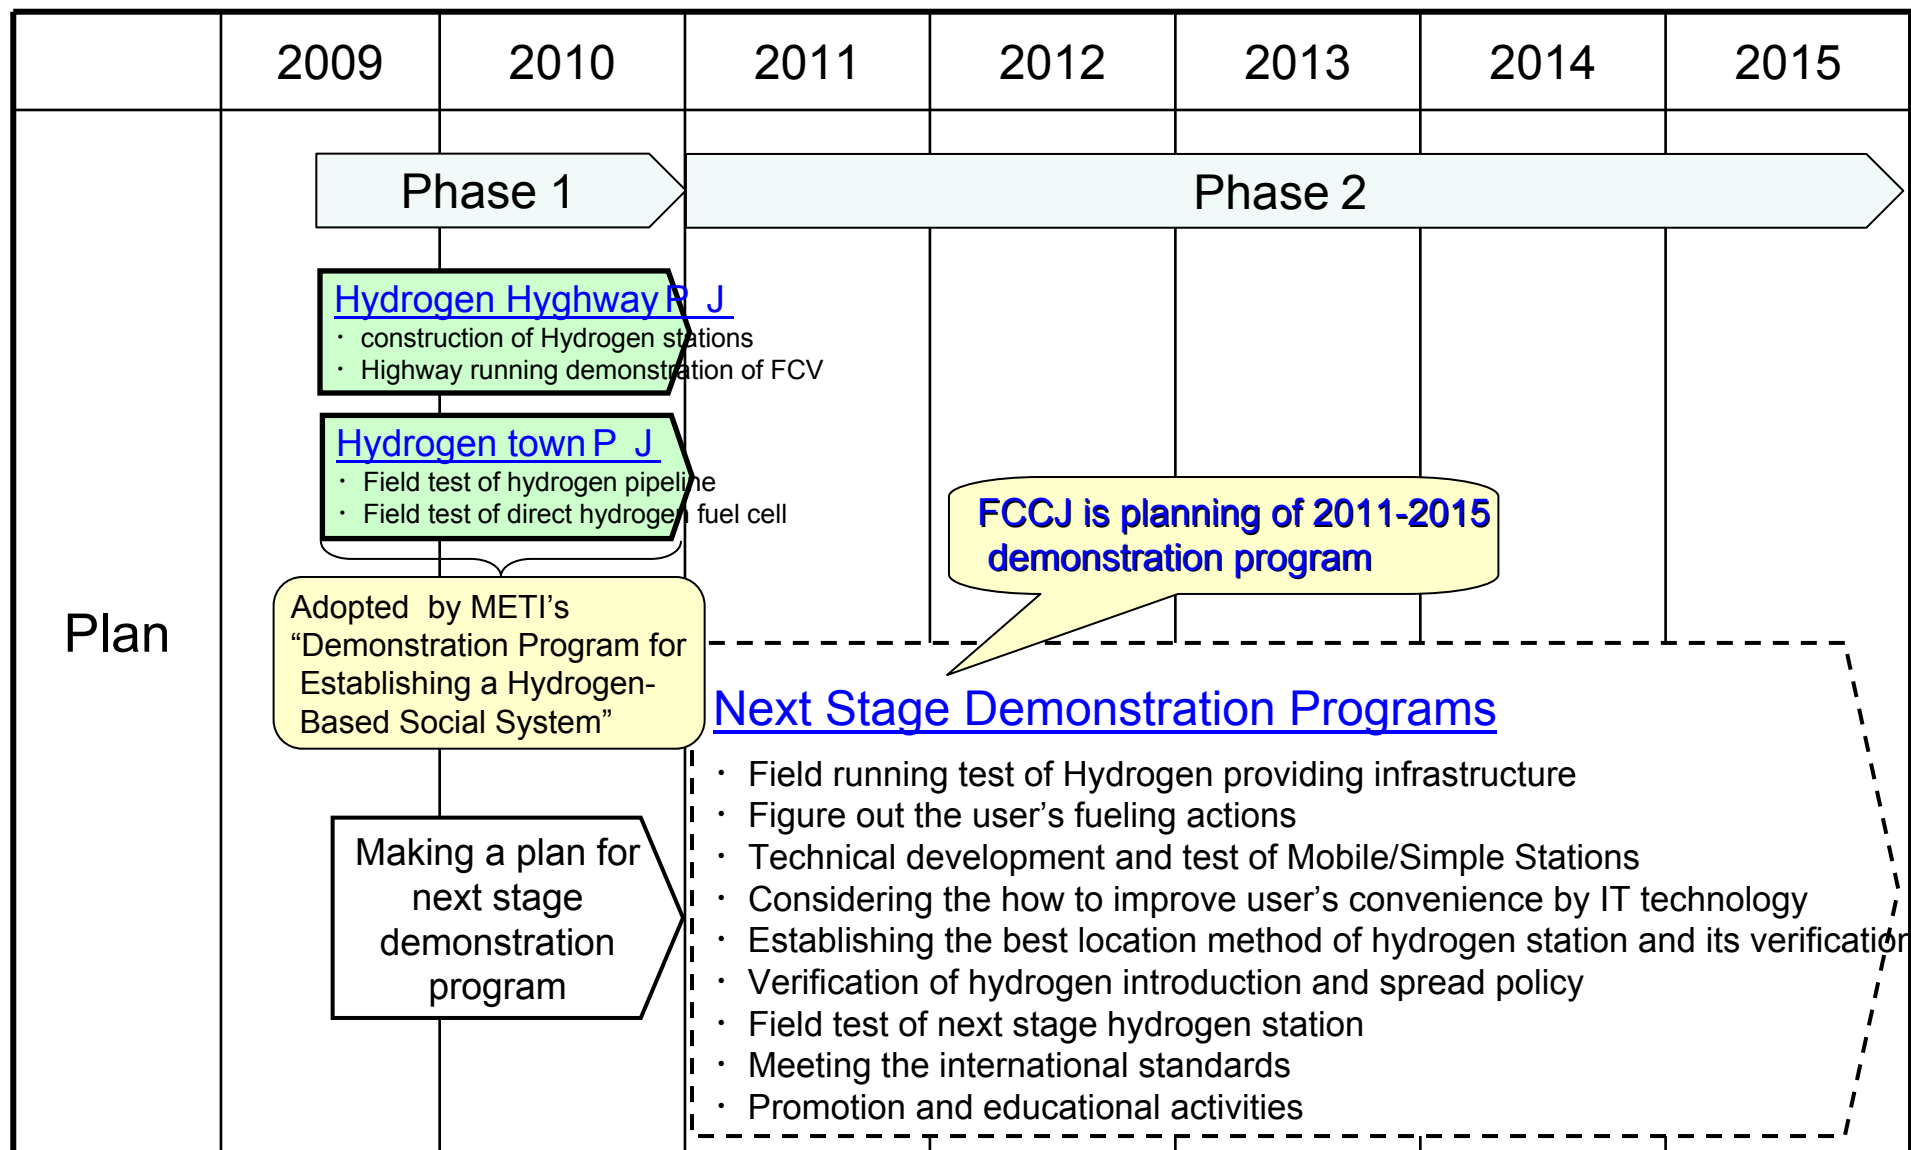 2009 2010 2011 2012 2013 2014 2015
Phase 1
Phase 2
Hydrogen Hyghway P J
・ construction of Hydrogen stations
・ Highway running demonstration of FCV
Hydrogen town P J
・ Field test of hydrogen pipeline
・ Field test of direct hydrogen fuel cell
FCCJ is planning of 2011-2015
demonstration program
Plan
Adopted by METI’s
“Demonstration Program for
Establishing a Hydrogen-
Based Social System”
Next Stage Demonstration Programs
・ Field running test of Hydrogen providing infrastructure
・ Figure out the user’s fueling actions
・ Technical development and test of Mobile/Simple Stations
・ Considering the how to improve user’s convenience by IT technology
・ Establishing the best location method of hydrogen station and its verification
・ Verification of hydrogen introduction and spread policy
・ Field test of next stage hydrogen station
・ Meeting the international standards
・ Promotion and educational activities
Making a plan for
next stage
demonstration
program